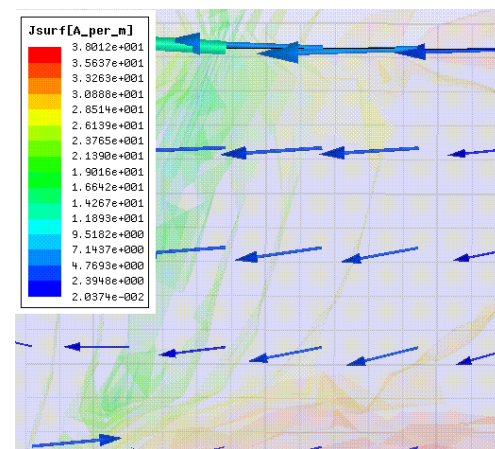 Jsurf[A_per_m]
3.8012e+001
3.5637e+001
3.3263e+001
3.0888e+001
2.8514e+001
2.6139e+001
2.3765e+001
2.1390e+001
1.9016e+001
1.6642e+001
1.4267e+001
1.1893e+001
9.5182e+000
7.1437e+000
4.7693e+000
2.3948e+000
2.0374e-002